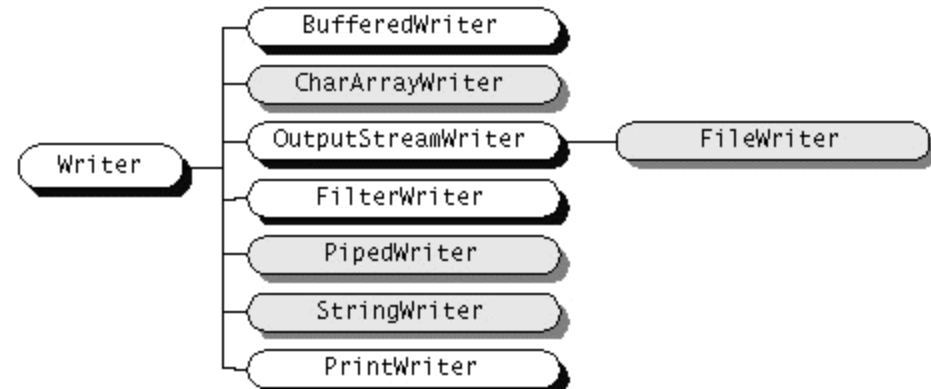 BufferedWriter
CharArrayWriter
OutputStreamWriter
FileWriter
Writer
FilterWriter
PipedWriter
StringWriter
PrintWriter